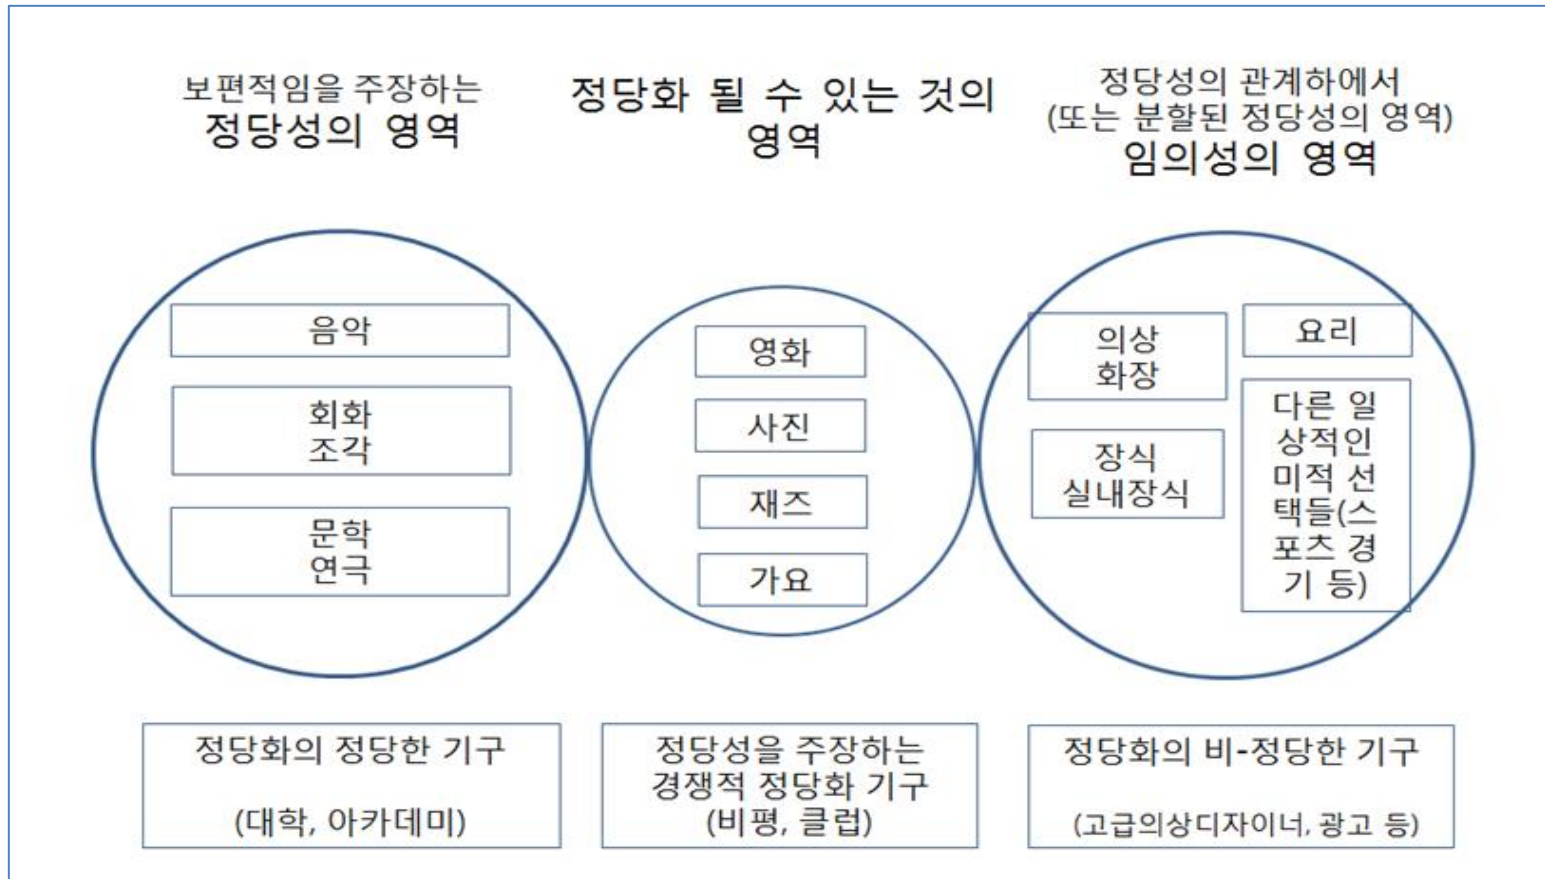 보편적임을 주장하는
정당성의 영역
정당화 될 수 있는 것의
영역
정당성의 관계하에서
(또는 분할된 정당성의 영역)
임의성의 영역
음악
회화
조각
문학
연극
영화
사진
재즈
가요
의상
화장
장식
실내장식
요리
다른 일
상적인
미적 선
택들(스
포츠 경
기 등)
정당화의 정당한 기구
(대학, 아카데미)
정당성을 주장하는
경쟁적 정당화 기구
(비평, 클럽)
정당화의 비-정당한 기구
(고급의상디자이너, 광고 등)